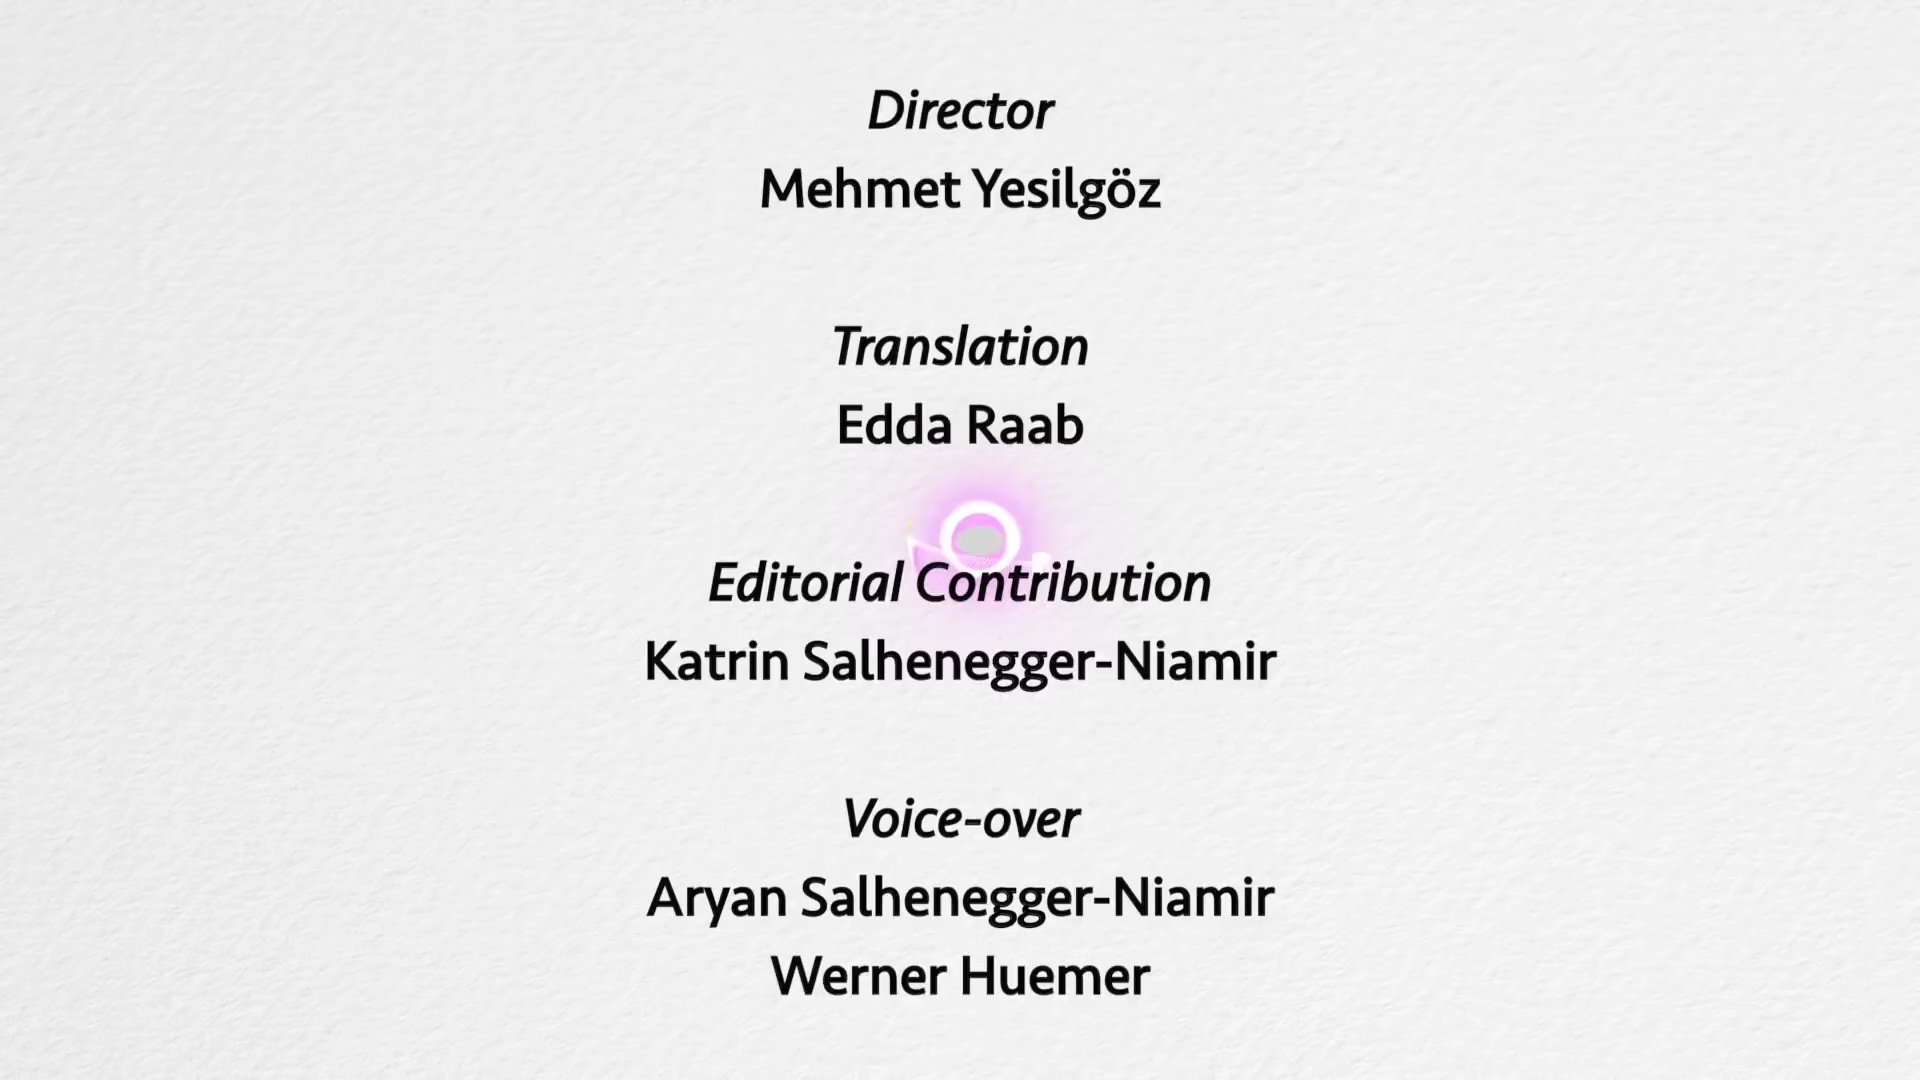 Director
Mehmet Yesilgöz
Translation
Edda Raab
Editorial Contribution
Katrin Salhenegger-Niamir
Voice-over
Aryan Salhenegger-Niamir
Werner Huemer